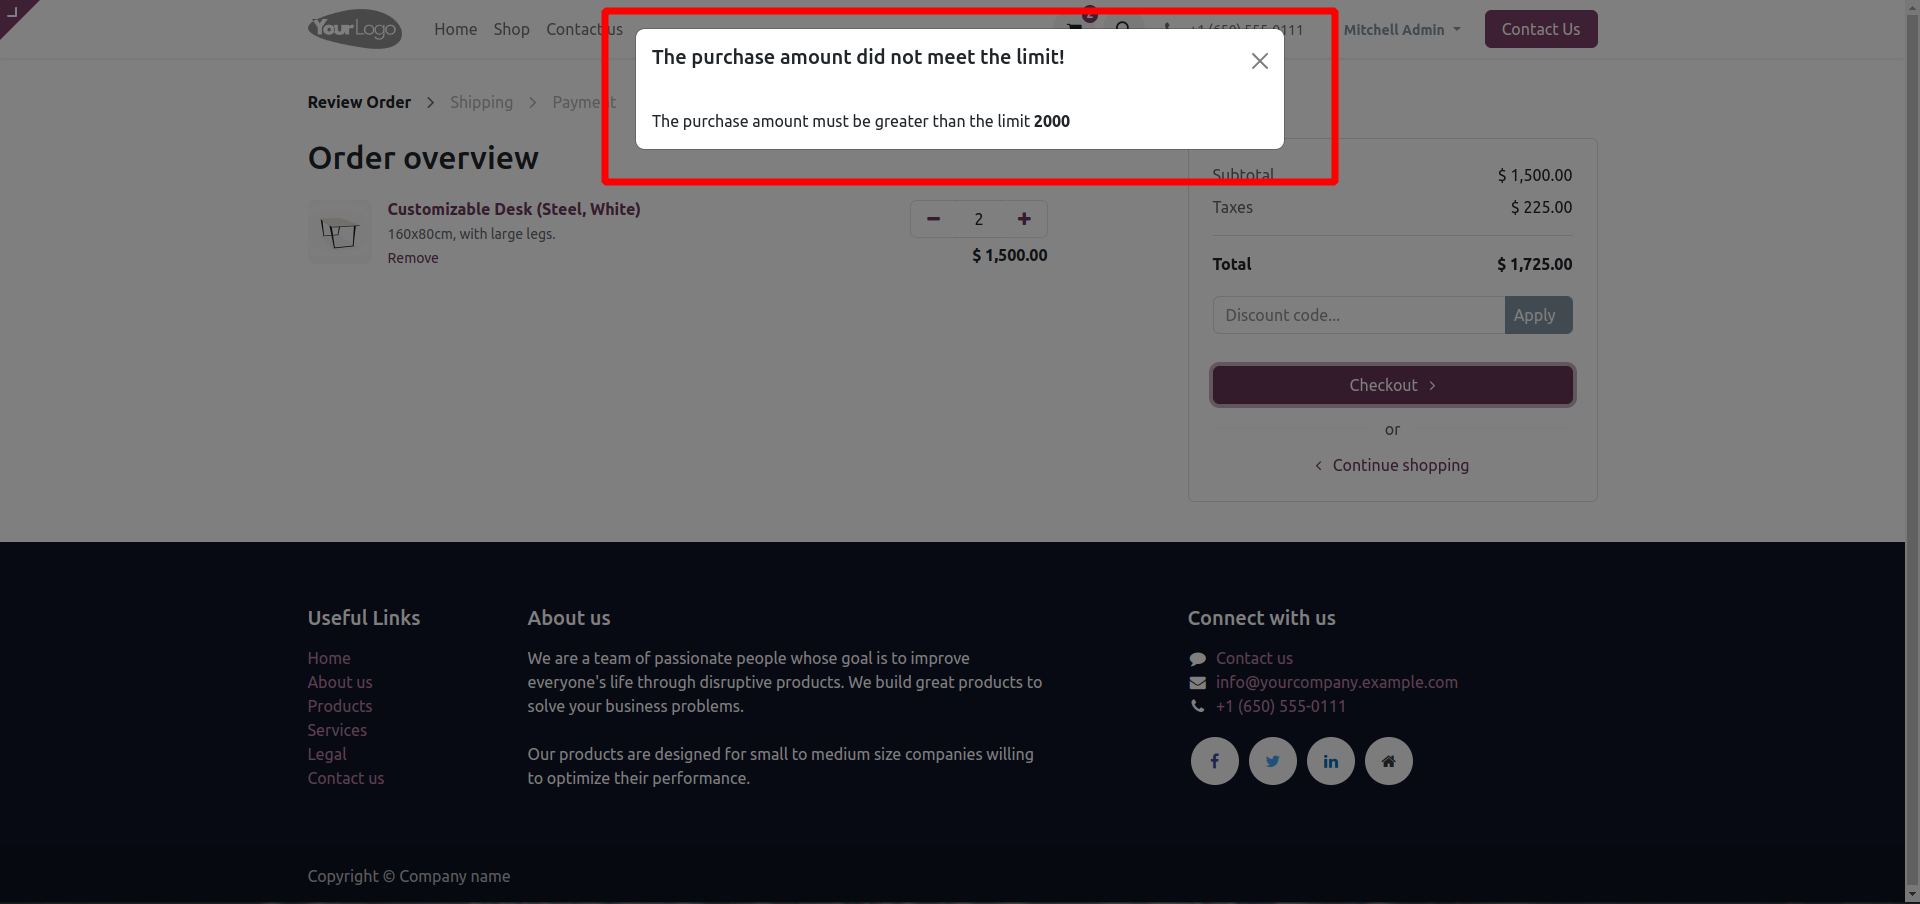 YourLogo
Home Shop Contact us
2
+1 (650) 555-0111
Mitchell Admin
Contact Us
The purchase amount did not meet the limit!
The purchase amount must be greater than the limit 2000
Review Order > Shipping > Payment
Order overview
Customizable Desk (Steel, White)
160x80cm, with large legs.
Remove
2
$ 1,500.00
Subtotal $ 1,500.00
Taxes $ 225.00
Total $ 1,725.00
Discount code... Apply
Checkout
or
Continue shopping
Useful Links
Home
About us
Products
Services
Legal
Contact us
About us
We are a team of passionate people whose goal is to improve
everyone's life through disruptive products. We build great products to
solve your business problems.
Our products are designed for small to medium size companies willing
to optimize their performance.
Connect with us
Contact us
info@yourcompany.example.com
+1 (650) 555-0111
Copyright © Company name